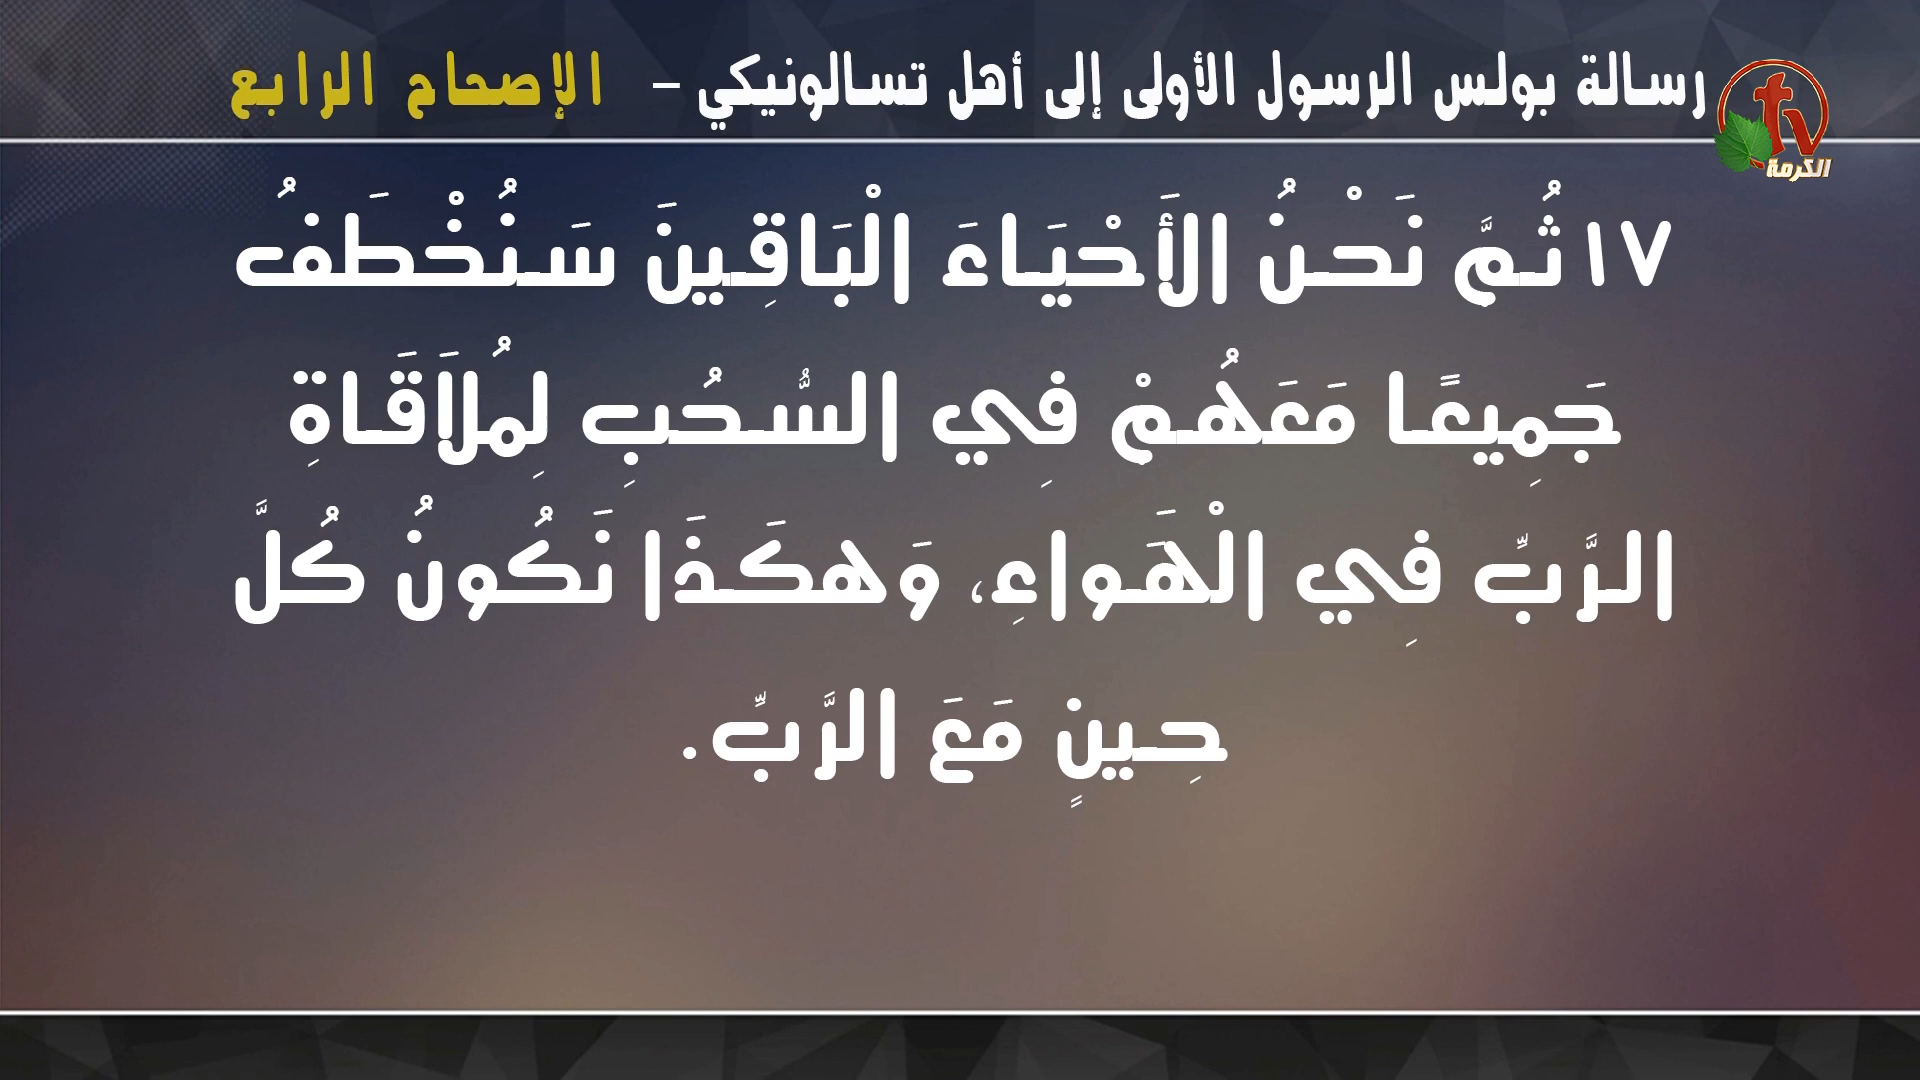 رسالة بولس الرسول الأولى إلى أهل تسالونيكي – الإصحاح الرابع
tv
الكرمة
١٧ ثُمَّ نَحْنُ الأَحْيَاءَ الْبَاقِينَ سَنُخْطَفُ
جَمِيعًا مَعَهُمْ فِي السُّحُبِ لِمُلاَقَاةِ
الرَّبِّ فِي الْهَوَاءِ، وَهكَذَا نَكُونُ كُلَّ
حِينٍ مَعَ الرَّبِّ.